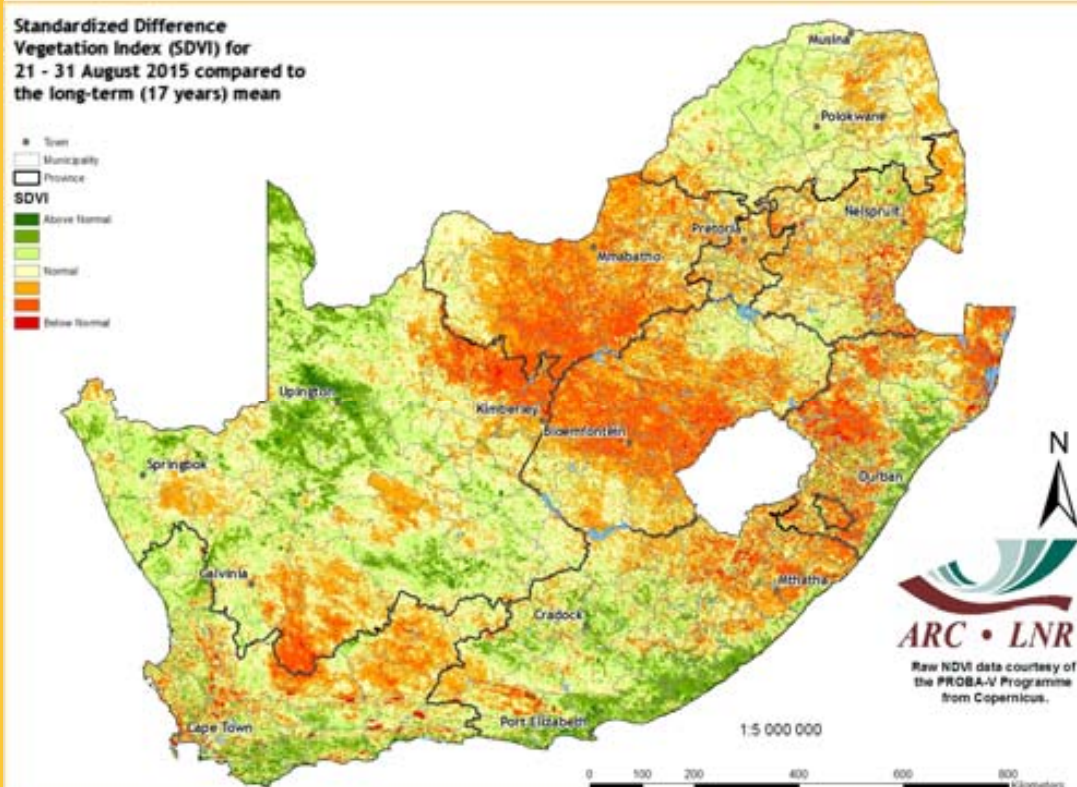 Standardized Difference
Vegetation Index (SDVI) for
21 - 31 August 2015 compared to
the long-term (17 years) mean
Town
Municipality
Province
SDVI
Above Normal
Normal
Below Normal
Musina
Polokwane
Nelspruit
Pretoria
Mmabatho
Upington
Kimberley
Bloemfontein
Springbok
Durban
N
Calvinia
Mthatha
Cradock
ARC • LNR
Raw NDVI data courtesy of
the PROBA-V Programme
from Copernicus.
Port Elizabeth
Cape Town
1:5 000 000
0 100 200 400 600 800
Kilometers